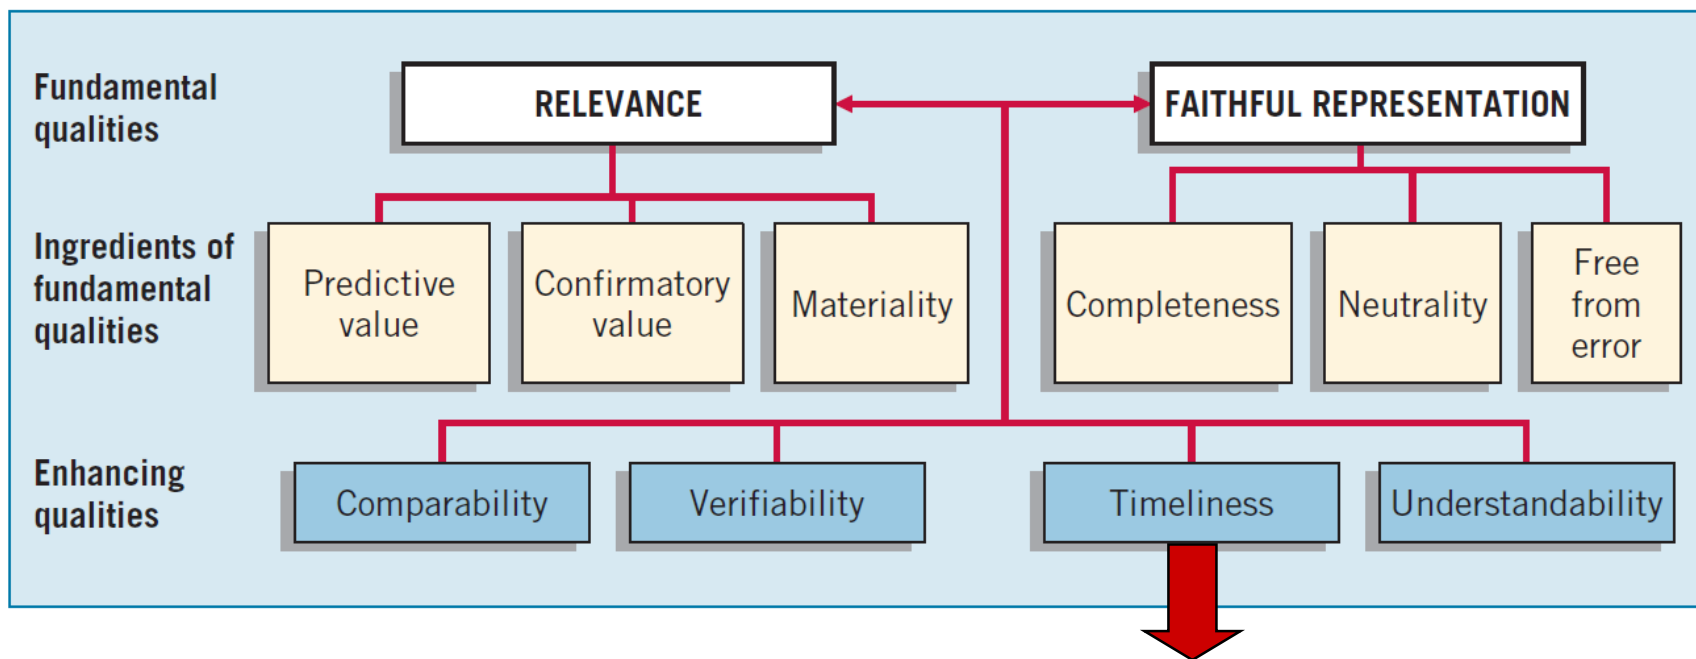 Fundamental
qualities
RELEVANCE
FAITHFUL REPRESENTATION
Ingredients of
fundamental
qualities
Predictive
value
Confirmatory
value
Materiality
Completeness
Neutrality
Free
from
error
Enhancing
qualities
Comparability
Verifiability
Timeliness
Understandability